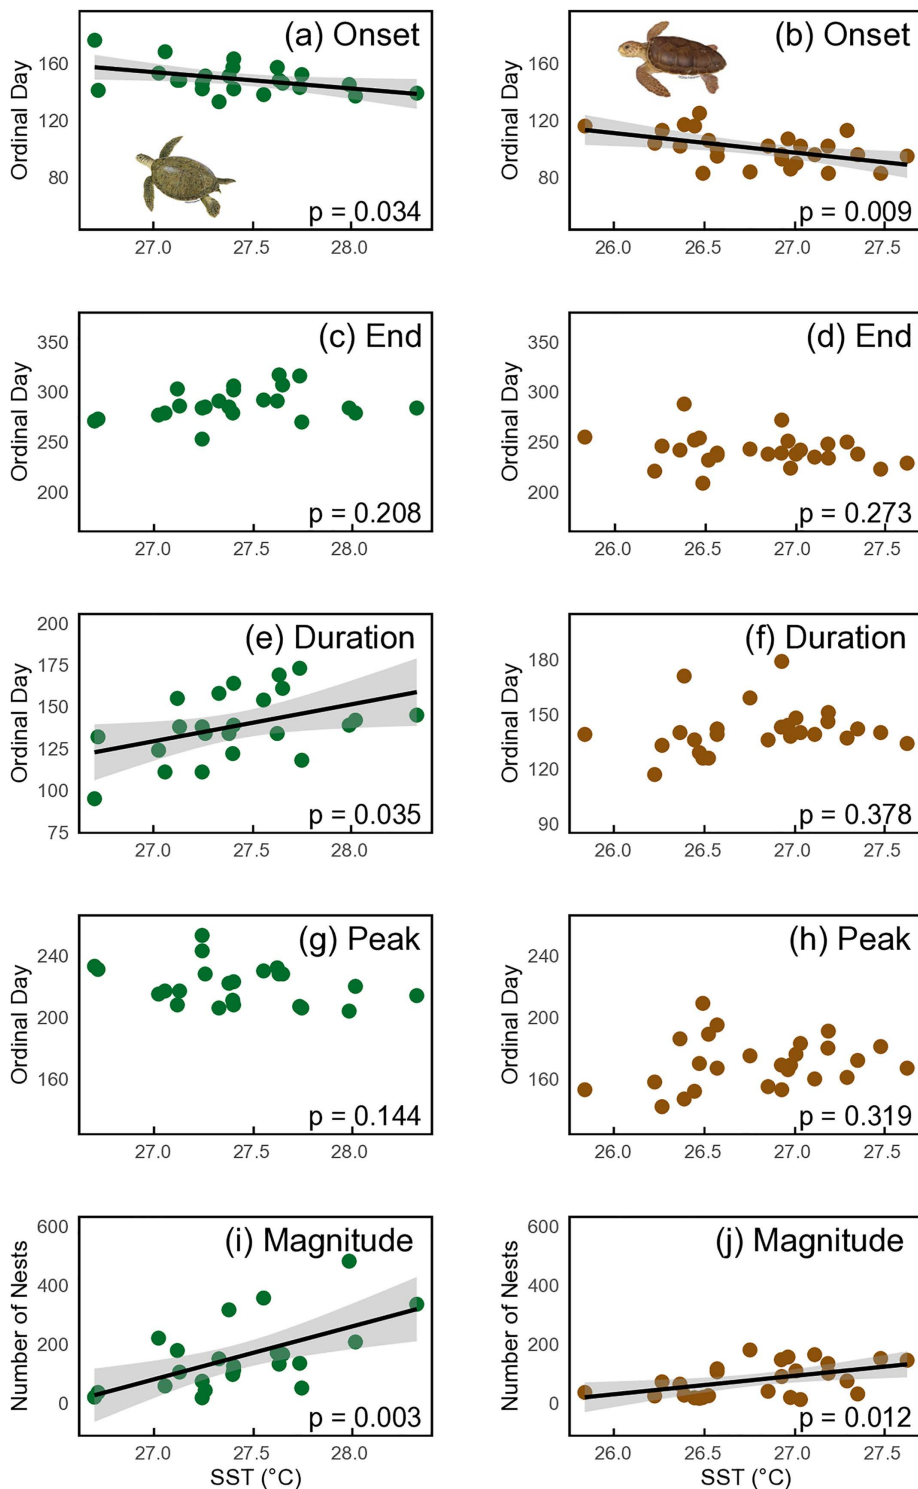 (a) Onset
Ordinal Day
160
120
80
p = 0.034
27.0 27.5 28.0
(b) Onset
Ordinal Day
160
120
80
p = 0.009
26.0 26.5 27.0 27.5
(c) End
Ordinal Day
350
300
250
200
p = 0.208
27.0 27.5 28.0
(d) End
Ordinal Day
350
300
250
200
p = 0.273
26.0 26.5 27.0 27.5
(e) Duration
Ordinal Day
200
175
150
125
100
75
p = 0.035
27.0 27.5 28.0
(f) Duration
Ordinal Day
180
150
120
90
p = 0.378
26.0 26.5 27.0 27.5
(g) Peak
Ordinal Day
240
200
160
p = 0.144
27.0 27.5 28.0
(h) Peak
Ordinal Day
240
200
160
p = 0.319
26.0 26.5 27.0 27.5
(i) Magnitude
Number of Nests
600
400
200
0
p = 0.003
27.0 27.5 28.0
SST (°C)
(j) Magnitude
Number of Nests
600
400
200
0
p = 0.012
26.0 26.5 27.0 27.5
SST (°C)